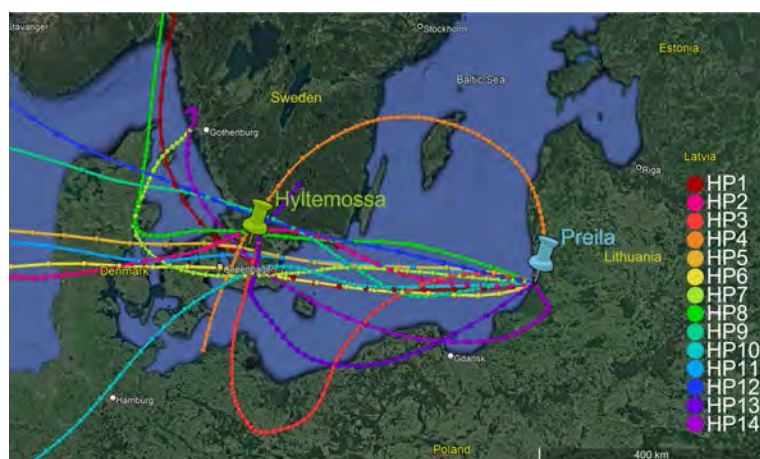 Stavanger
Stockholm
Estonia
Baltic Sea
Sweden
Gothenburg
Riga
Latvia
Hyltemossa
Preila
Lithuania
Denmark
Copenhagen
Gdansk
Hamburg
Poland
400 km
HP1
HP2
HP3
HP4
HP5
HP6
HP7
HP8
HP9
HP10
HP11
HP12
HP13
HP14